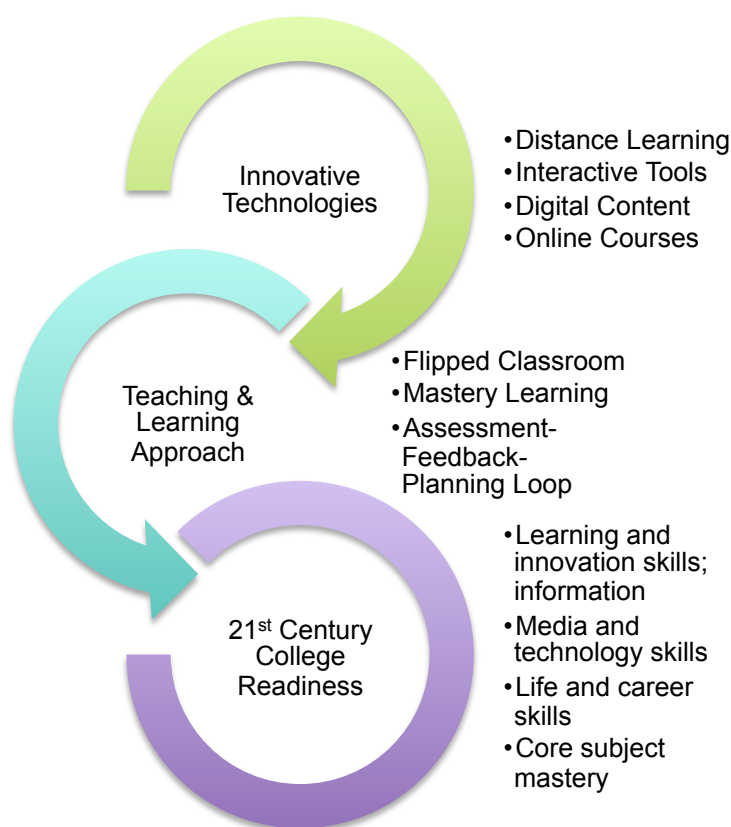 Innovative
Technologies
•Distance Learning
•Interactive Tools
•Digital Content
•Online Courses
Teaching &
Learning
Approach
•Flipped Classroom
•Mastery Learning
•Assessment-
Feedback-
Planning Loop
21st Century
College
Readiness
•Learning and
innovation skills;
information
•Media and
technology skills
•Life and career
skills
•Core subject
mastery